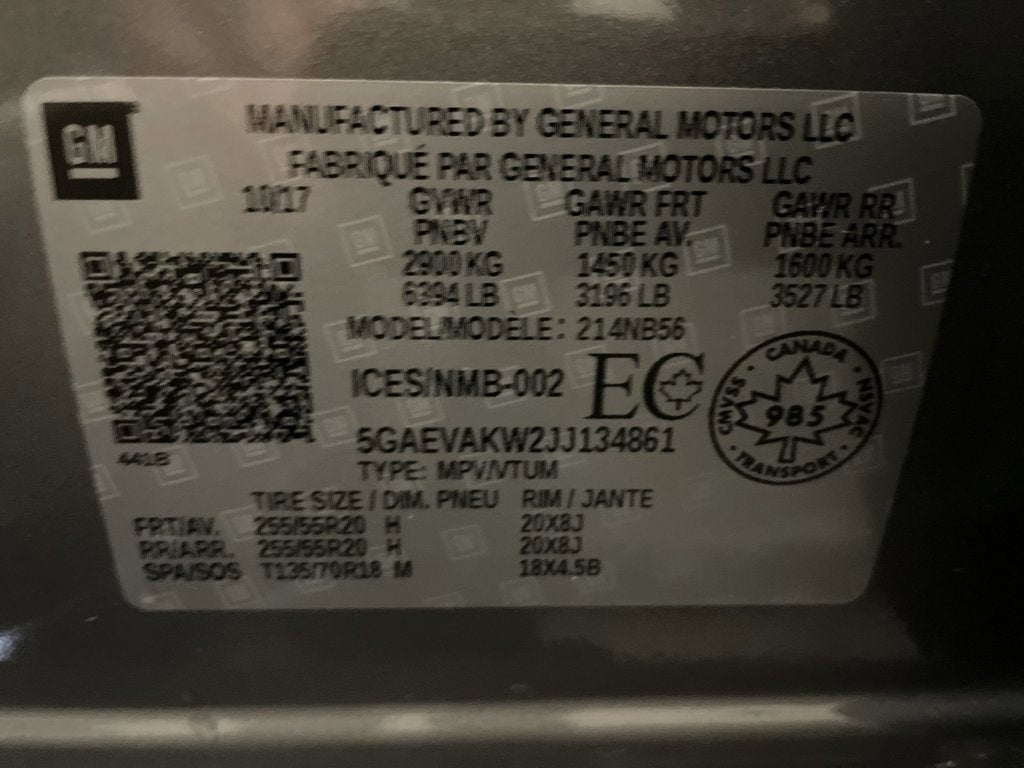 GM
MANUFACTURED BY GENERAL MOTORS LLC
FABRIQUÉ PAR GENERAL MOTORS LLC
10/17 GVWR GAWR FRT GAWR RR
PNBV PNBE AV. PNBE ARR.
2900 KG 1450 KG 1600 KG
6394 LB 3196 LB 3527 LB
MODEL/MODÈLE: 214NB56
ICES/NMB-002 EC
CANADA
CMVSS 985 NSVAC
TRANSPORT
5GAEVAKW2JJ134861
441B
TYPE: MPV/VTUM
TIRE SIZE / DIM. PNEU RIM / JANTE
FRT/AV. 255/55R20 H 20X8J
RR/ARR. 255/55R20 H 20X8J
SPA/SOS T135/70R18 M 18X4.5B